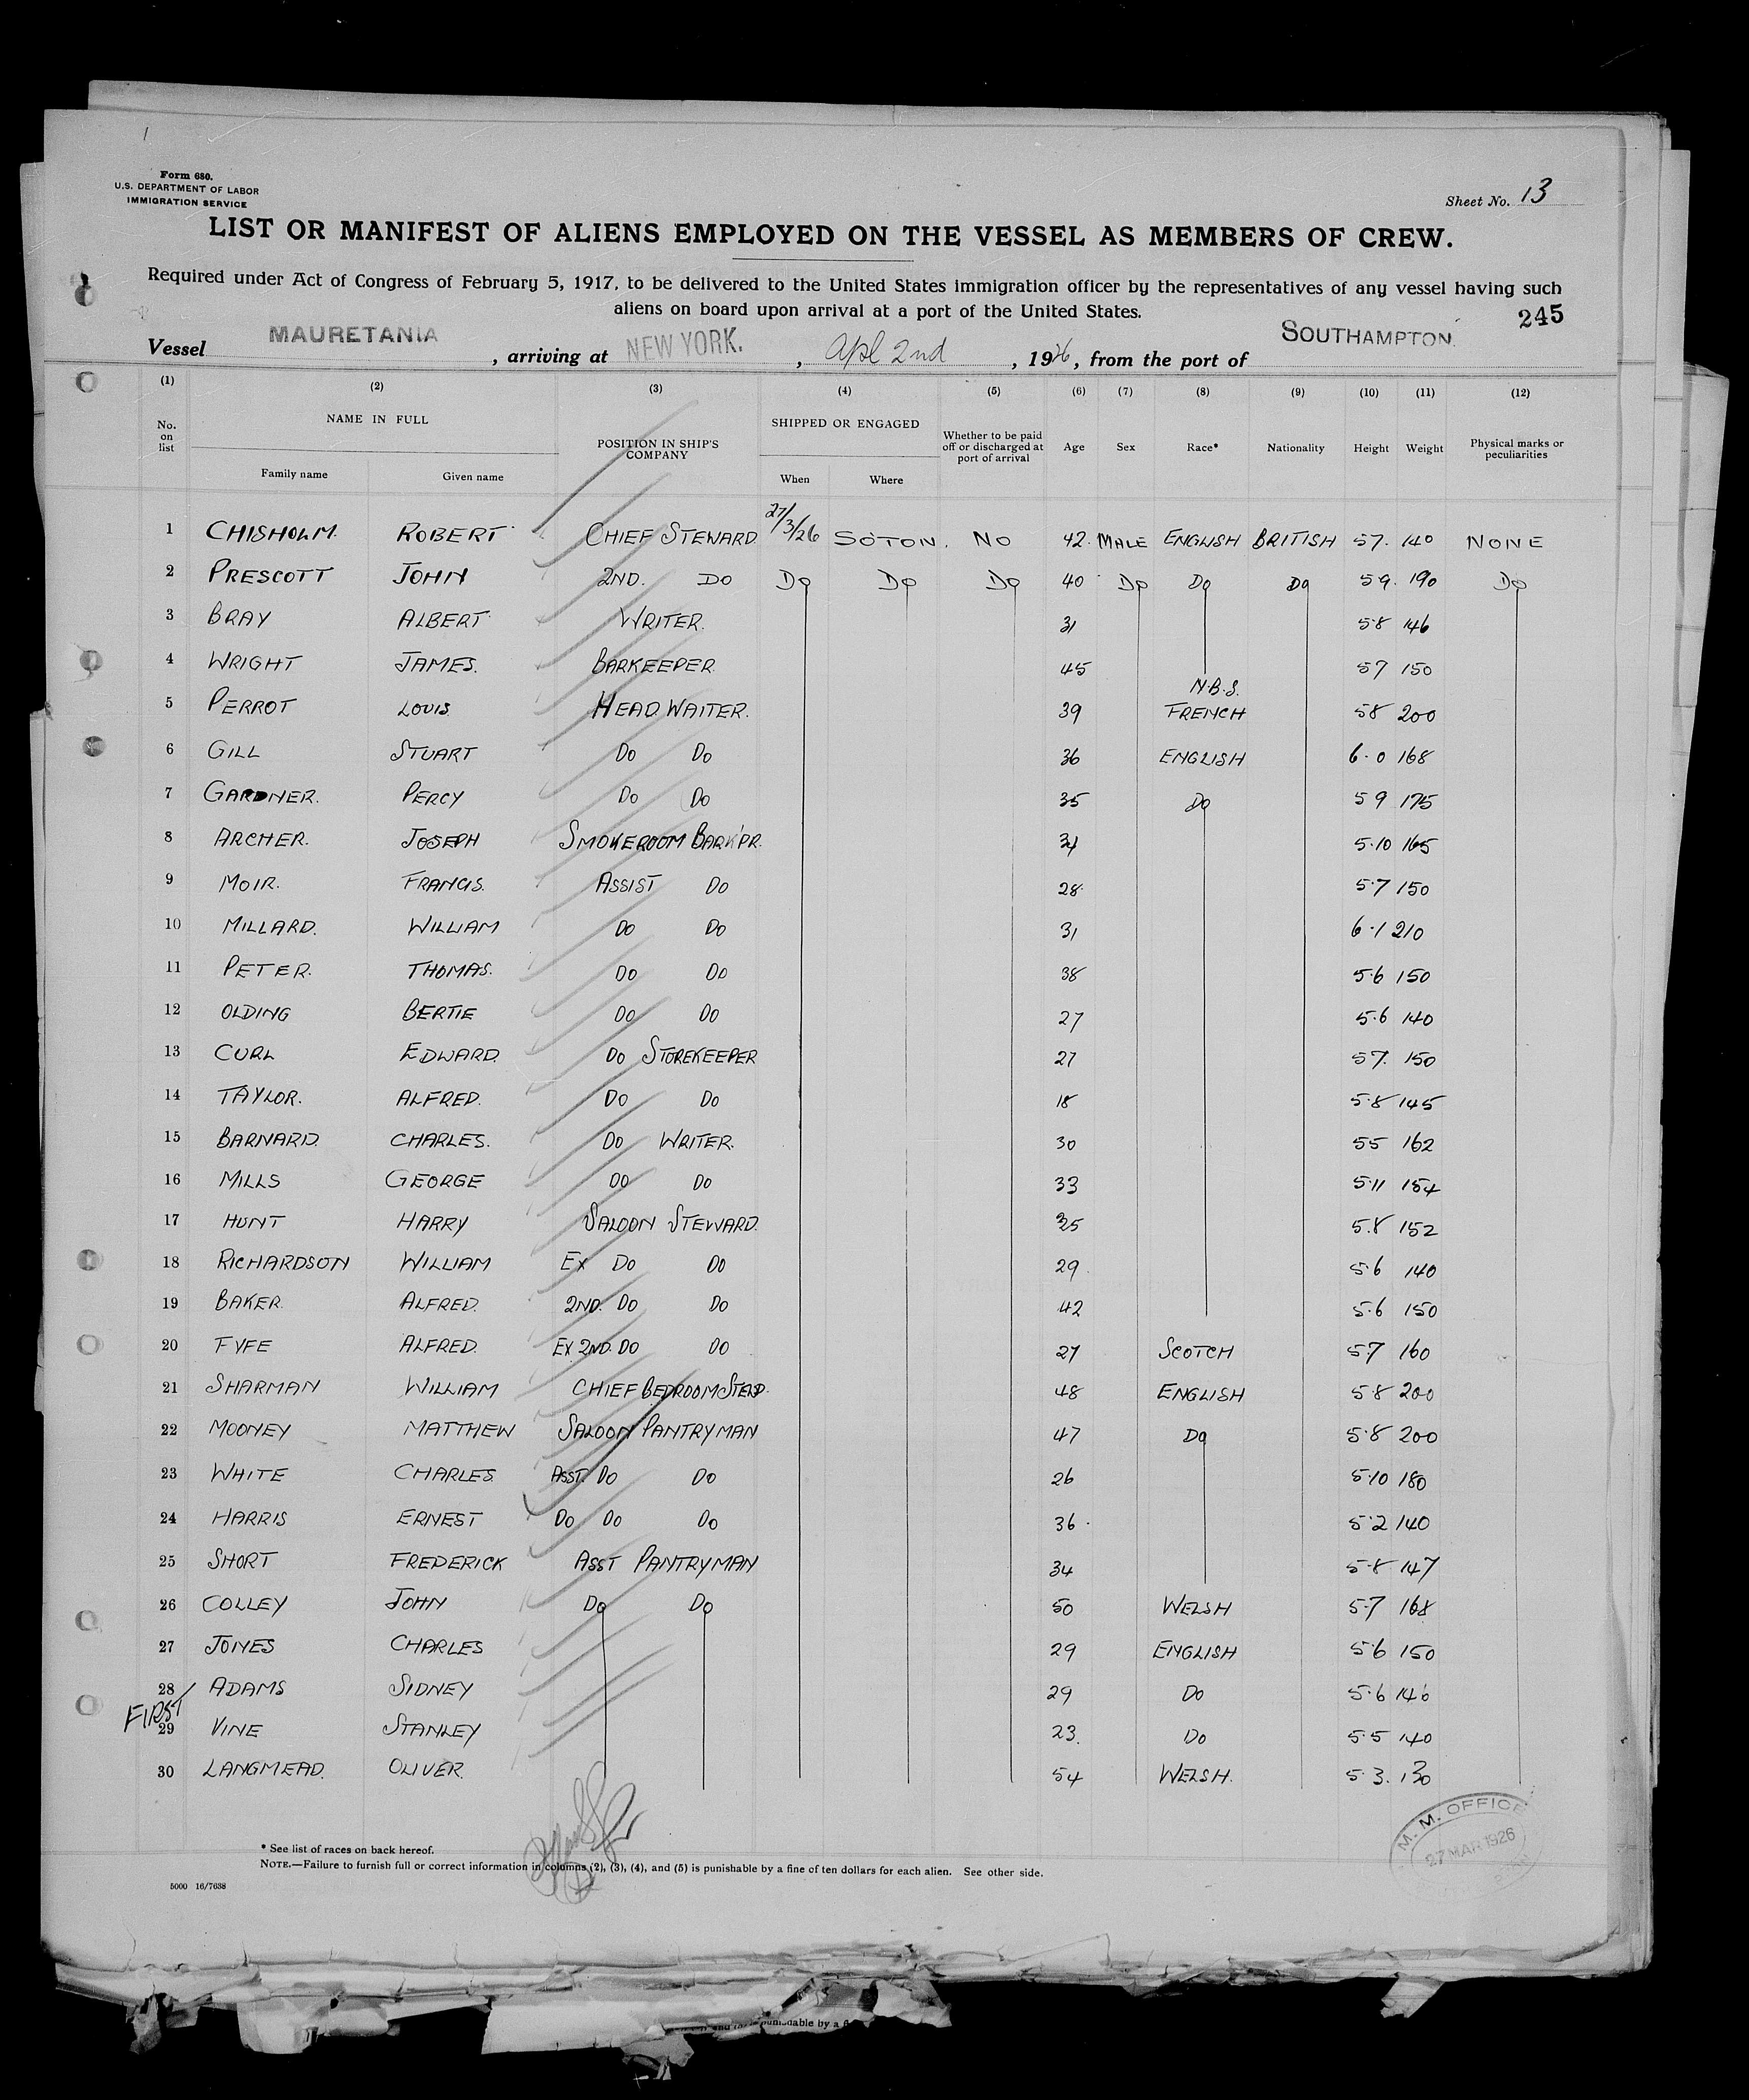 Form 680.
U.S. DEPARTMENT OF LABOR
IMMIGRATION SERVICE
Sheet No. 13
LIST OR MANIFEST OF ALIENS EMPLOYED ON THE VESSEL AS MEMBERS OF CREW.
Required under Act of Congress of February 5, 1917, to be delivered to the United States immigration officer by the representatives of any vessel having such
aliens on board upon arrival at a port of the United States.
245
Vessel MAURETANIA, arriving at NEW YORK., Apl 2nd, 1926, from the port of SOUTHAMPTON.
(1) (2) (3) (4) (5) (6) (7) (8) (9) (10) (11) (12)
No. on list NAME IN FULL Family name Given name POSITION IN SHIP'S COMPANY SHIPPED OR ENGAGED When Where Whether to be paid off or discharged at port of arrival Age Sex Race* Nationality Height Weight Physical marks or peculiarities
1 CHISHOLM. ROBERT CHIEF STEWARD 27/3/26 SOTON. NO 42. MALE ENGLISH BRITISH 57. 140 NONE
2 PRESCOTT JOHN 2ND. DO DO DO DO 40 DO DO DO 59. 190 DO
3 BRAY ALBERT WRITER. 31 5.8 146
4 WRIGHT JAMES. BARKEEPER 45 57 150
N.B.S.
5 PERROT LOUIS. HEAD WAITER. 39 FRENCH 58 200
6 GILL STUART DO DO 36 ENGLISH 6.0 168
7 GARDNER. PERCY DO DO 35 DO 59 175
8 ARCHER. JOSEPH SMOKEROOM BARK'PR. 34 5.10 165
9 MOIR. FRANCIS. ASSIST DO 28. 5.7 150
10 MILLARD. WILLIAM DO DO 31 6.1 210
11 PETER. THOMAS. DO DO 38 5.6 150
12 OLDING BERTIE DO DO 27 5.6 140
13 CURL EDWARD. DO STOREKEEPER 27 57. 150
14 TAYLOR. ALFRED. DO DO 18 5.8 145
15 BARNARD. CHARLES. DO WRITER. 30 55 162
16 MILLS GEORGE DO DO 33 5.11 154
17 HUNT HARRY SALOON STEWARD. 35 5.8 152
18 RICHARDSON WILLIAM EX DO DO 29 5.6 140
19 BAKER. ALFRED. 2ND. DO DO 42 5.6 150
20 FYFE ALFRED. EX 2ND. DO DO 27 SCOTCH 5.7 160
21 SHARMAN WILLIAM CHIEF BEDROOM STEWD. 48 ENGLISH 5.8 200
22 MOONEY MATTHEW SALOON PANTRYMAN 47 DO 5.8 200
23 WHITE CHARLES. ASST. DO DO 26 5.10 180
24 HARRIS ERNEST DO DO DO 36. 5.2 140
25 SHORT FREDERICK ASST PANTRYMAN 34 5.8 147
26 COLLEY JOHN DO DO 50 WELSH 5.7 168
27 JONES CHARLES 29 ENGLISH 5.6 150
28 ADAMS SIDNEY 29 DO 5.6 140
FIRST
29 VINE STANLEY 23. DO 5.5 140
30 LANGMEAD. OLIVER. 54 WELSH. 5.3. 130
M. M. OFFICE
27 MAR 1926
* See list of races on back hereof.
NOTE.—Failure to furnish full or correct information in columns (2), (3), (4), and (5) is punishable by a fine of ten dollars for each alien. See other side.
5000 16/7638
punishable by a